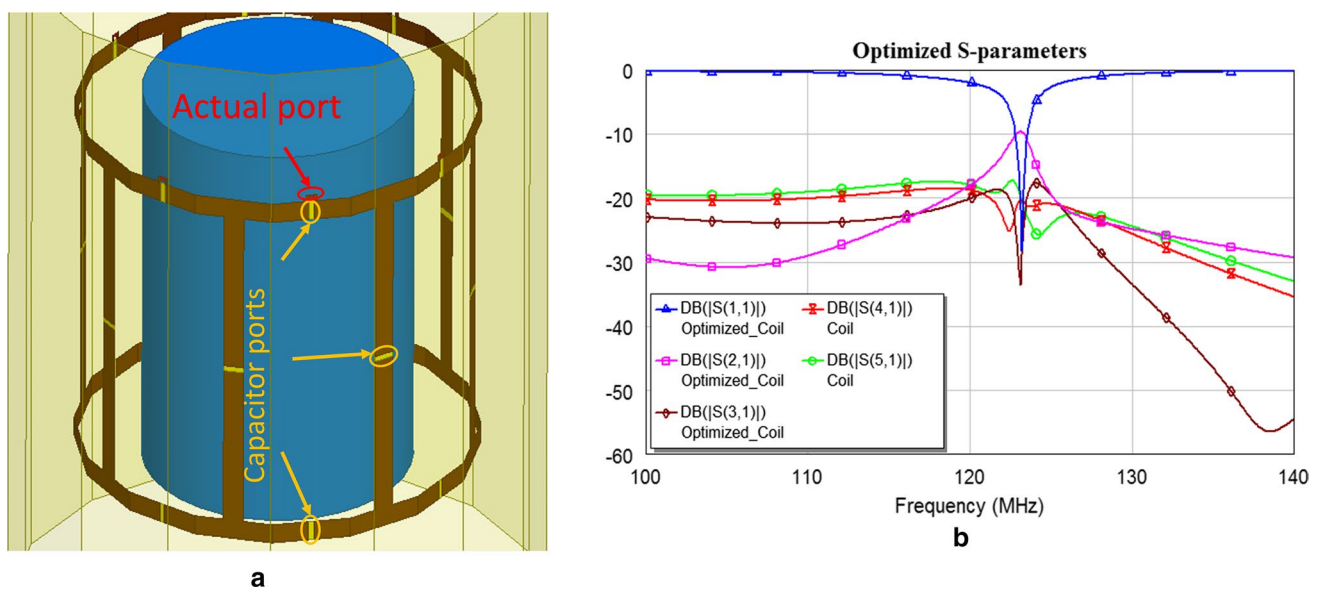 Actual port
Capacitor ports
a
Optimized S-parameters
0
-10
-20
-30
-40
-50
-60
100
110
120
130
140
Frequency (MHz)
DB(|S(1,1)|)
Optimized_Coil
DB(|S(2,1)|)
Optimized_Coil
DB(|S(3,1)|)
Optimized_Coil
DB(|S(4,1)|)
Coil
DB(|S(5,1)|)
Coil
b